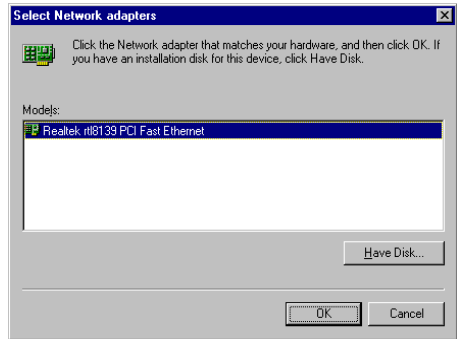 Select Network adapters
Click the Network adapter that matches your hardware, and then click OK. If
you have an installation disk for this device, click Have Disk.
Models:
Realtek rtl8139 PCI Fast Ethernet
Have Disk...
OK Cancel